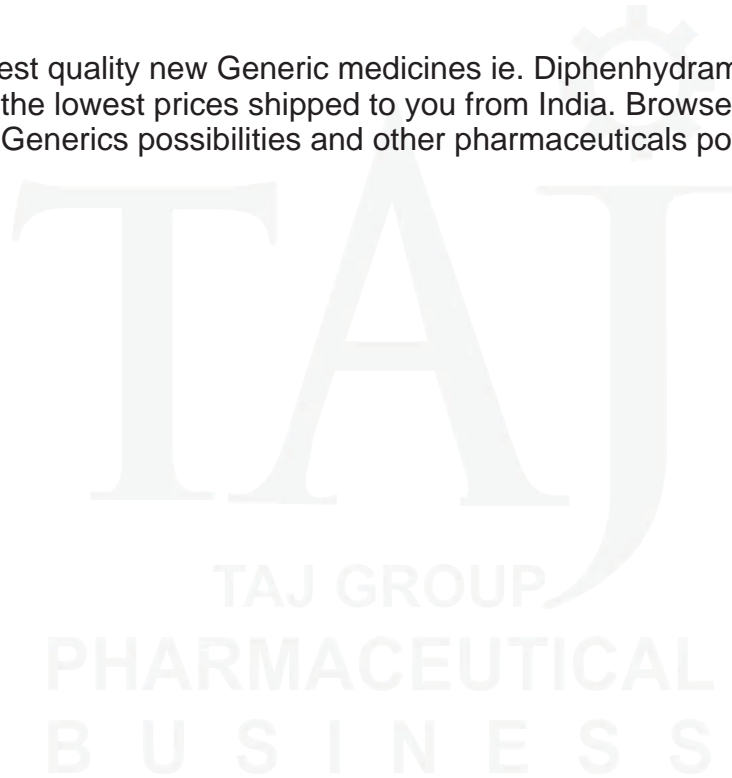 est quality new Generic medicines ie. Diphenhydram
the lowest prices shipped to you from India. Browse
Generics possibilities and other pharmaceuticals po
TAJ
TAJ GROUP
PHARMACEUTICAL
BUSINESS